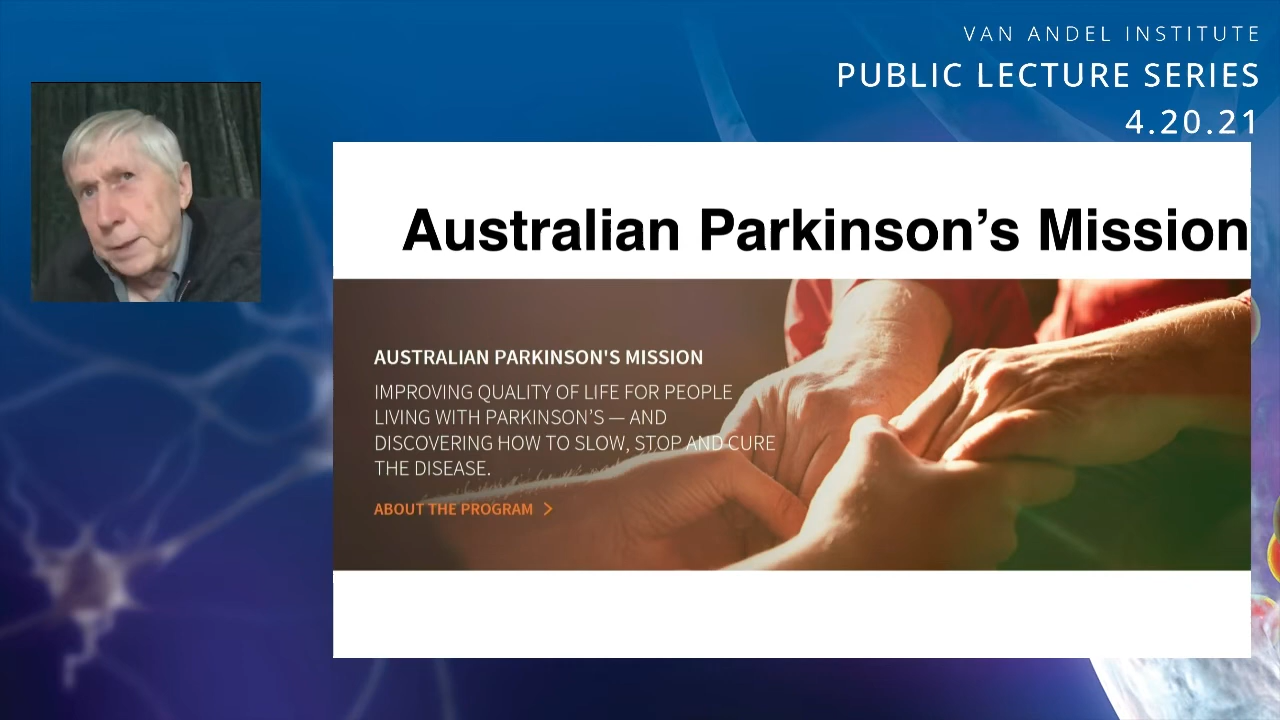 VAN ANDEL INSTITUTE
PUBLIC LECTURE SERIES
4.20.21
Australian Parkinson’s Mission
AUSTRALIAN PARKINSON'S MISSION
IMPROVING QUALITY OF LIFE FOR PEOPLE
LIVING WITH PARKINSON’S — AND
DISCOVERING HOW TO SLOW, STOP AND CURE
THE DISEASE.
ABOUT THE PROGRAM >